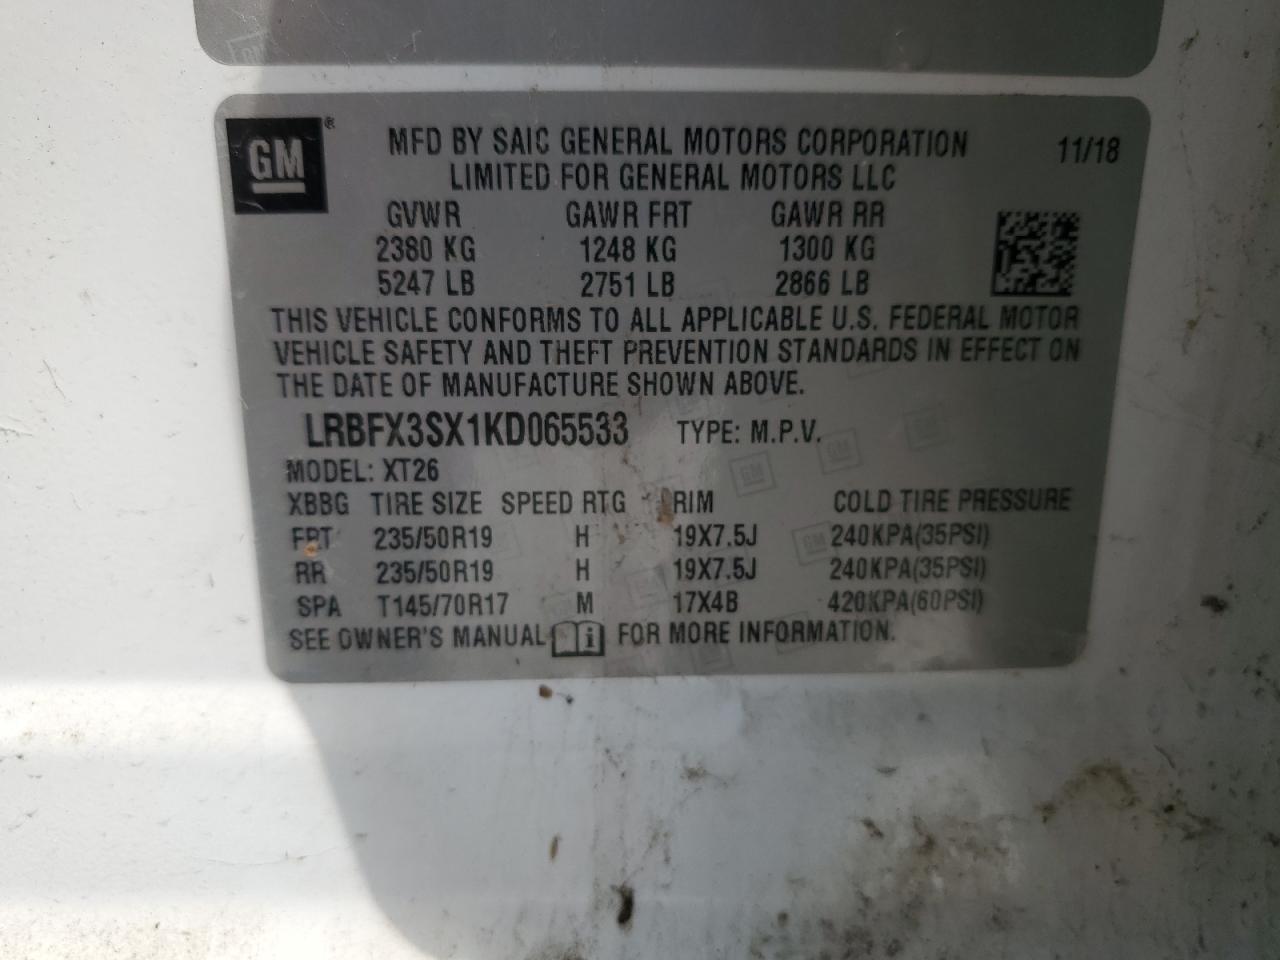 GM ®
MFD BY SAIC GENERAL MOTORS CORPORATION 11/18
LIMITED FOR GENERAL MOTORS LLC
GVWR GAWR FRT GAWR RR
2380 KG 1248 KG 1300 KG
5247 LB 2751 LB 2866 LB
THIS VEHICLE CONFORMS TO ALL APPLICABLE U.S. FEDERAL MOTOR
VEHICLE SAFETY AND THEFT PREVENTION STANDARDS IN EFFECT ON
THE DATE OF MANUFACTURE SHOWN ABOVE.
LRBFX3SX1KD065533 TYPE: M.P.V.
MODEL: XT26
XBBG TIRE SIZE SPEED RTG RIM COLD TIRE PRESSURE
FRT 235/50R19 H 19X7.5J 240KPA(35PSI)
RR 235/50R19 H 19X7.5J 240KPA(35PSI)
SPA T145/70R17 M 17X4B 420KPA(60PSI)
SEE OWNER'S MANUAL i FOR MORE INFORMATION.